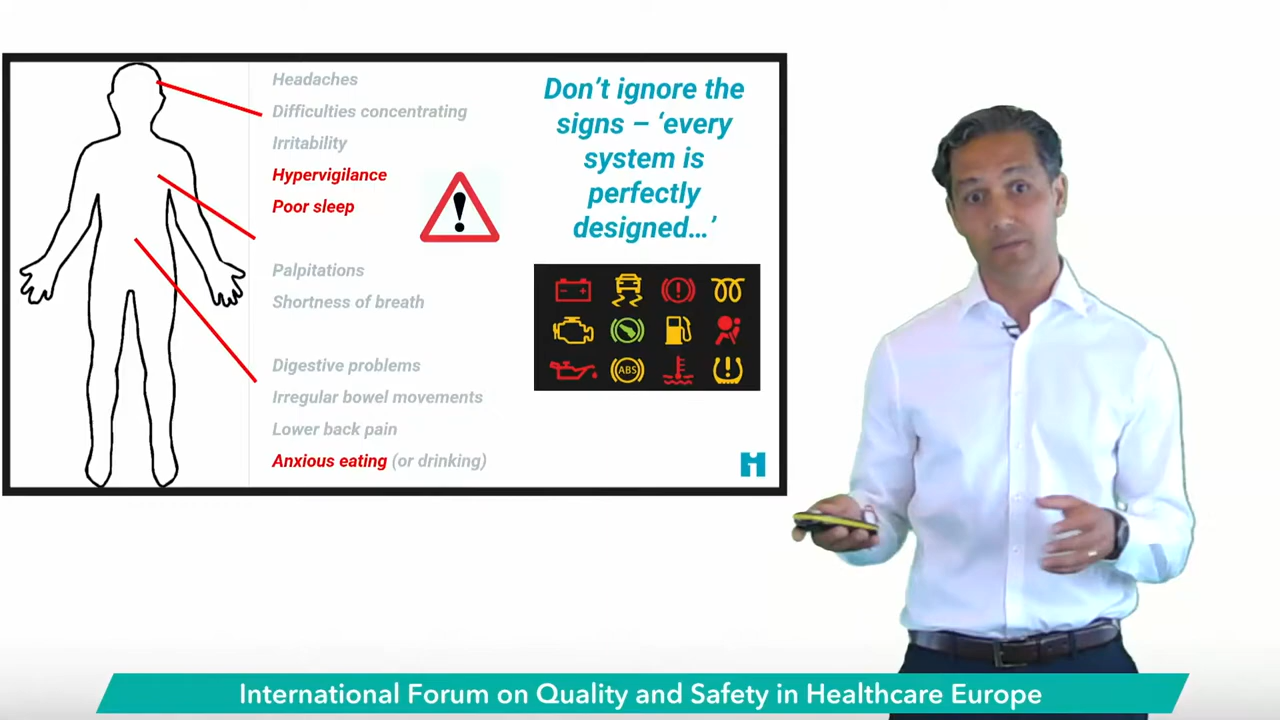 Headaches
Difficulties concentrating
Irritability
Hypervigilance
Poor sleep
Palpitations
Shortness of breath
Digestive problems
Irregular bowel movements
Lower back pain
Anxious eating (or drinking)
Don’t ignore the
signs – ‘every
system is
perfectly
designed…’
ABS
International Forum on Quality and Safety in Healthcare Europe